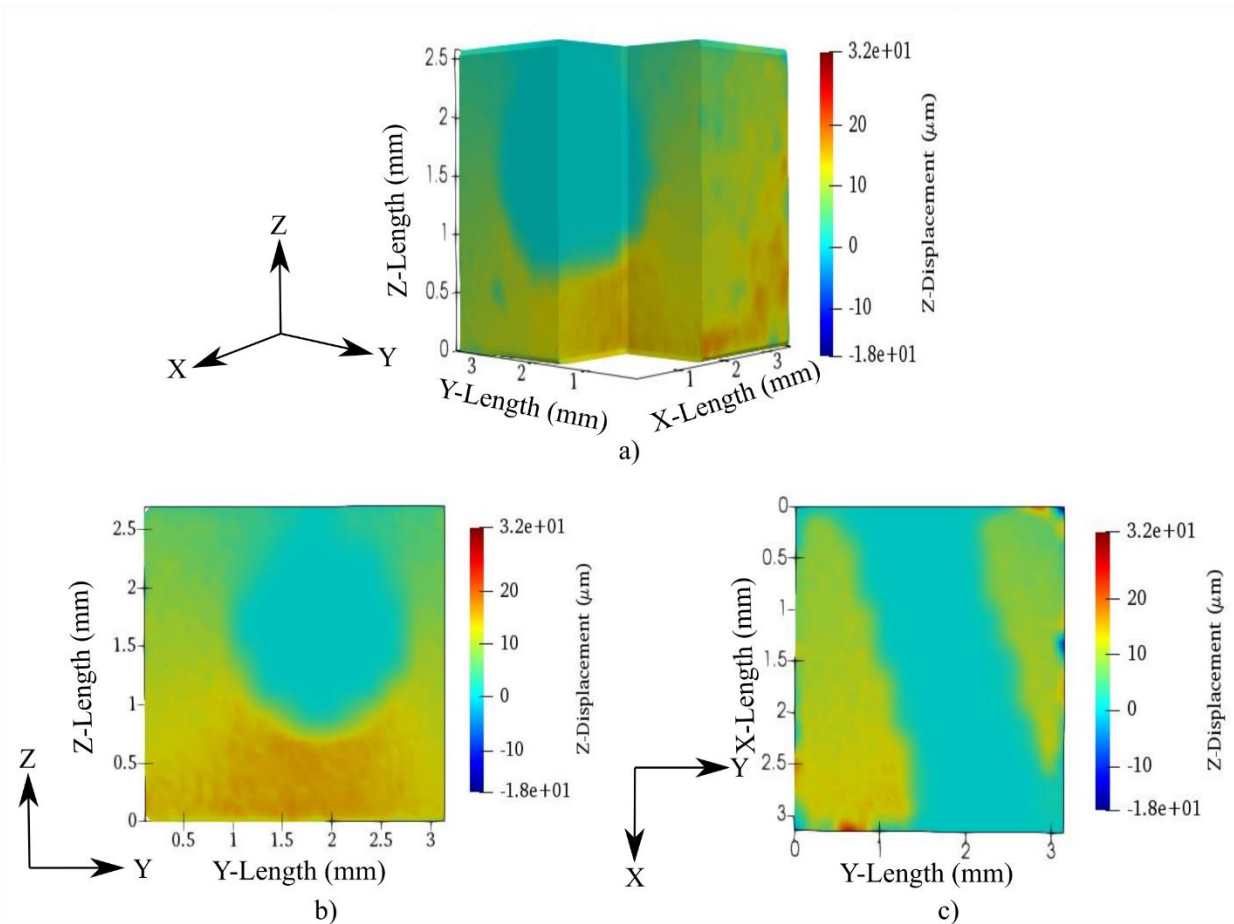 2.5
2
1.5
1
0.5
0
Z-Length (mm)
3
2
1
Y-Length (mm)
1
2
3
X-Length (mm)
3.2e+01
20
10
0
-10
-1.8e+01
Z-Displacement (μm)
Z
X
Y
a)
2.5
2
1.5
1
0.5
0
Z-Length (mm)
0.5
1
1.5
2
2.5
3
Y-Length (mm)
3.2e+01
20
10
0
-10
-1.8e+01
Z-Displacement (μm)
Z
Y
b)
0
0.5
1
1.5
2
2.5
3
X-Length (mm)
0
1
2
3
Y-Length (mm)
3.2e+01
20
10
0
-10
-1.8e+01
Z-Displacement (μm)
Y
X
c)